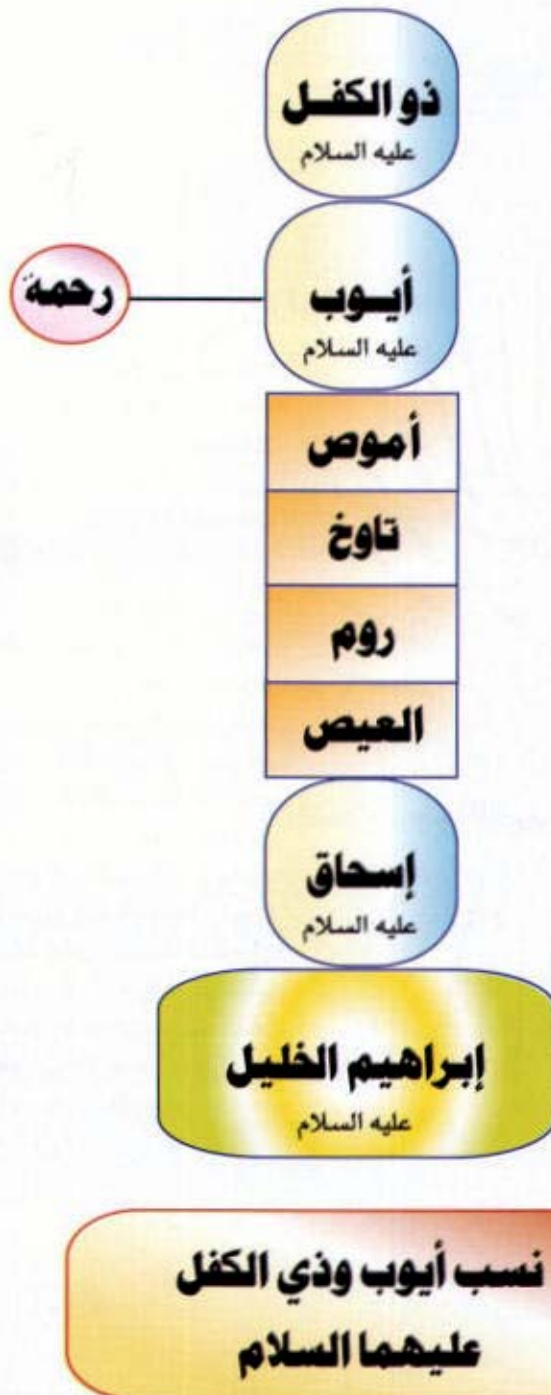 ذو الكفل
عليه السلام
أيوب
عليه السلام
رحمة
أموص
تاوخ
روم
العيص
إسحاق
عليه السلام
إبراهيم الخليل
عليه السلام
نسب أيوب وذي الكفل
عليهما السلام